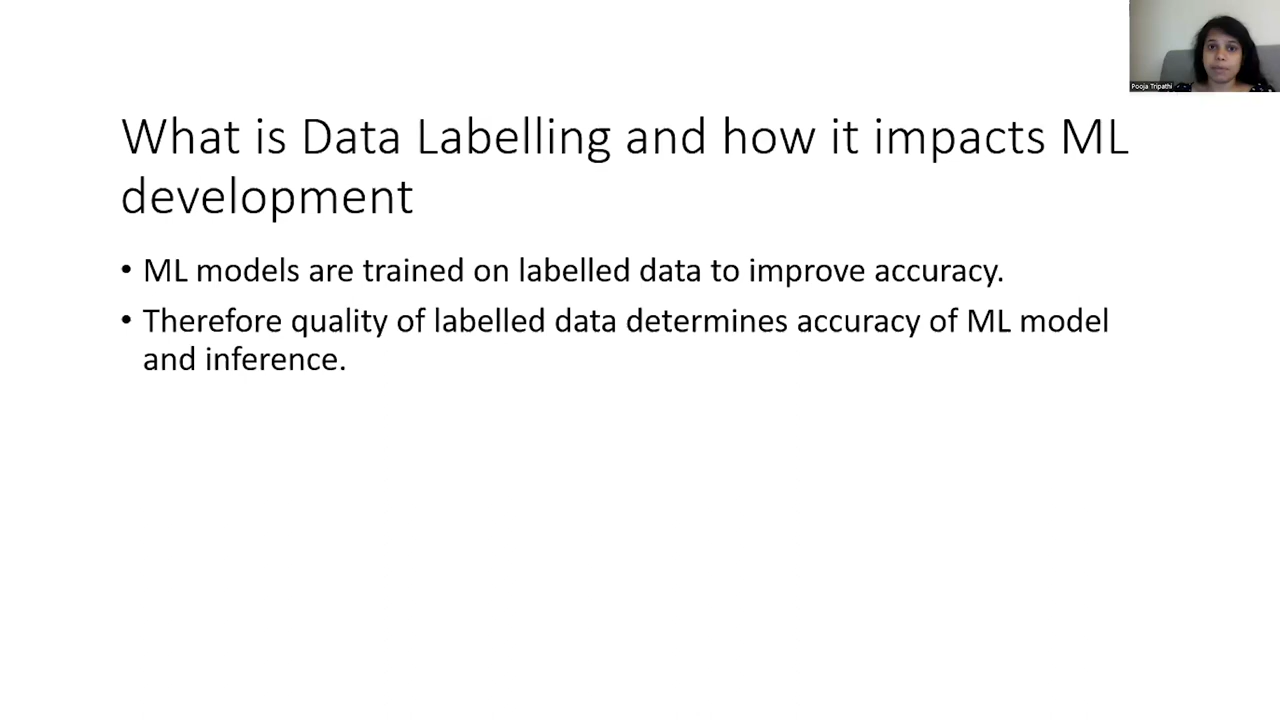 Pooja Tripathi
What is Data Labelling and how it impacts ML
development
• ML models are trained on labelled data to improve accuracy.
• Therefore quality of labelled data determines accuracy of ML model
and inference.